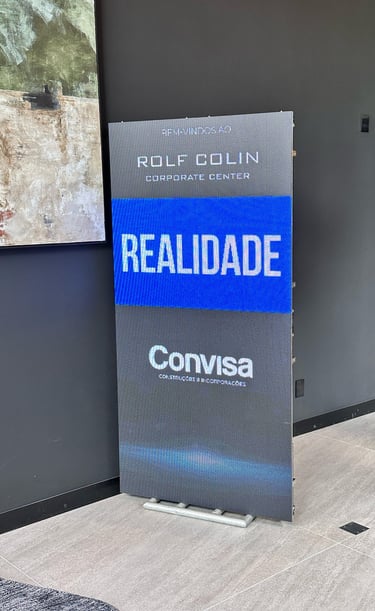 BEM-VINDOS AO
ROLF COLIN
CORPORATE CENTER
REALIDADE
Convisa
CONSTRUÇÕES E INCORPORAÇÕES